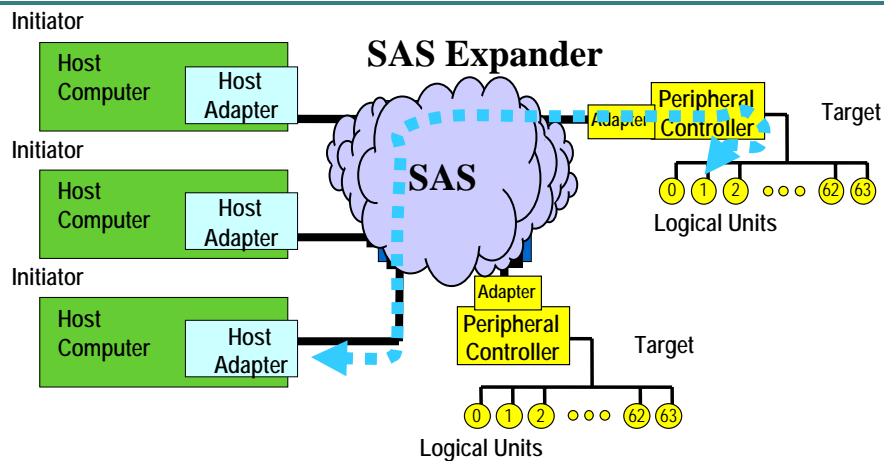 Initiator
Host
Computer
Host
Adapter
SAS Expander
Peripheral
Controller
Adapter
Target
0 1 2 62 63
Logical Units
Initiator
Host
Computer
Host
Adapter
SAS
Initiator
Host
Computer
Host
Adapter
Adapter
Peripheral
Controller
Target
0 1 2 62 63
Logical Units